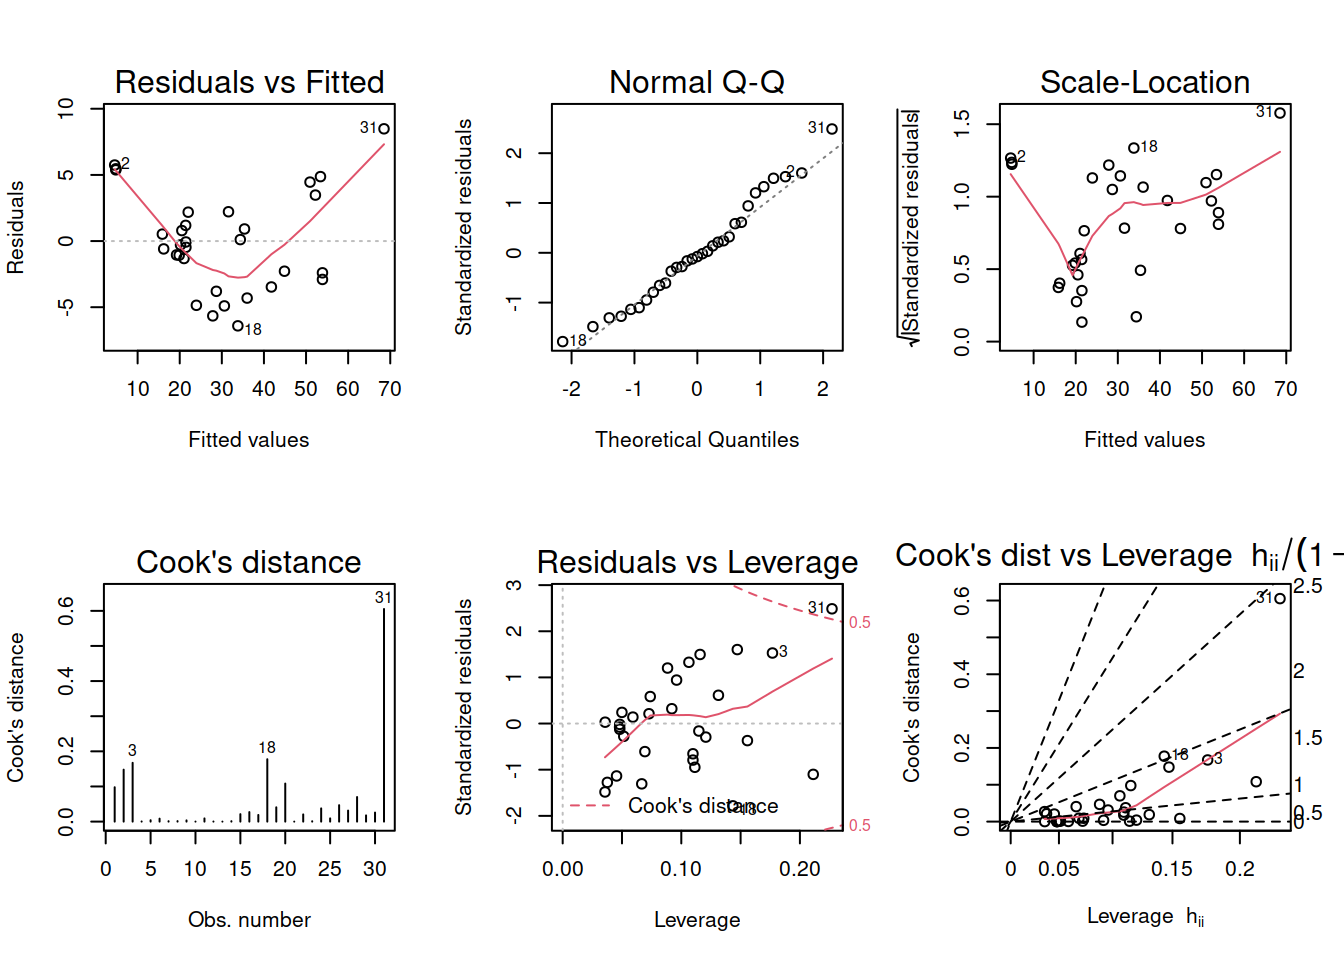 Residuals vs Fitted
Residuals
10
5
0
-5
31
2
18
10 20 30 40 50 60 70
Fitted values
Normal Q-Q
Standardized residuals
2
1
0
-1
31
2
18
-2 -1 0 1 2
Theoretical Quantiles
Scale-Location
√|Standardized residuals|
1.5
1.0
0.5
0.0
31
2
18
10 20 30 40 50 60 70
Fitted values
Cook's distance
Cook's distance
0.6
0.4
0.2
0.0
31
18
3
0 5 10 15 20 25 30
Obs. number
Residuals vs Leverage
Standardized residuals
3
2
1
0
-1
-2
31
3
18
0.5
0.5
Cook's distance
0.00 0.10 0.20
Leverage
Cook's dist vs Leverage hii/(1 −
Cook's distance
0.6
0.4
0.2
0.0
31
18
3
2.5
2
1.5
1
0.5
0
0 0.05 0.15 0.2
Leverage hii